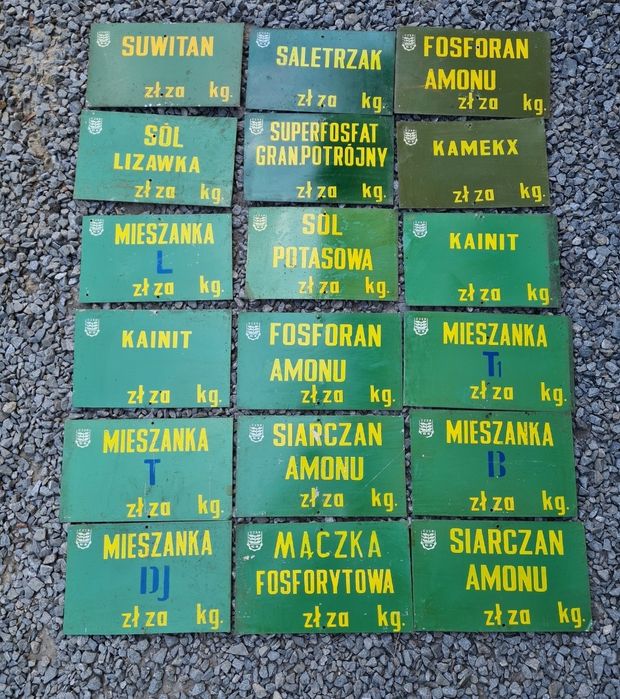 SUWITAN
zł za kg.
SALETRZAK
zł za kg.
FOSFORAN
AMONU
zł za kg.
SÓL
LIZAWKA
zł za kg.
SUPERFOSFAT
GRAN.POTRÓJNY
zł za kg.
KAMEKX
zł za kg.
MIESZANKA
L
zł za kg.
SÓL
POTASOWA
zł za kg.
KAINIT
zł za kg.
KAINIT
zł za kg.
FOSFORAN
AMONU
zł za kg.
MIESZANKA
T1
zł za kg.
MIESZANKA
T
zł za kg.
SIARCZAN
AMONU
zł za kg.
MIESZANKA
B
zł za kg.
MIESZANKA
DJ
zł za kg.
MĄCZKA
FOSFORYTOWA
zł za kg.
SIARCZAN
AMONU
zł za kg.